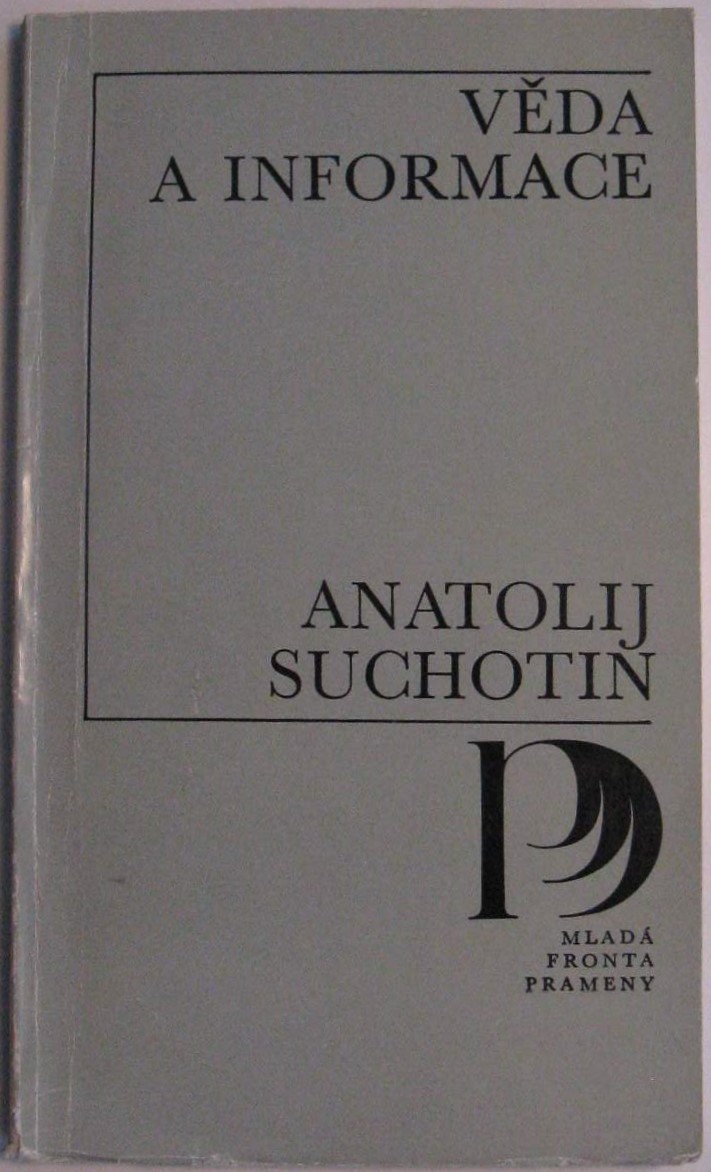 VĚDA
A INFORMACE
ANATOLIJ
SUCHOTIN
MLADÁ
FRONTA
PRAMENY